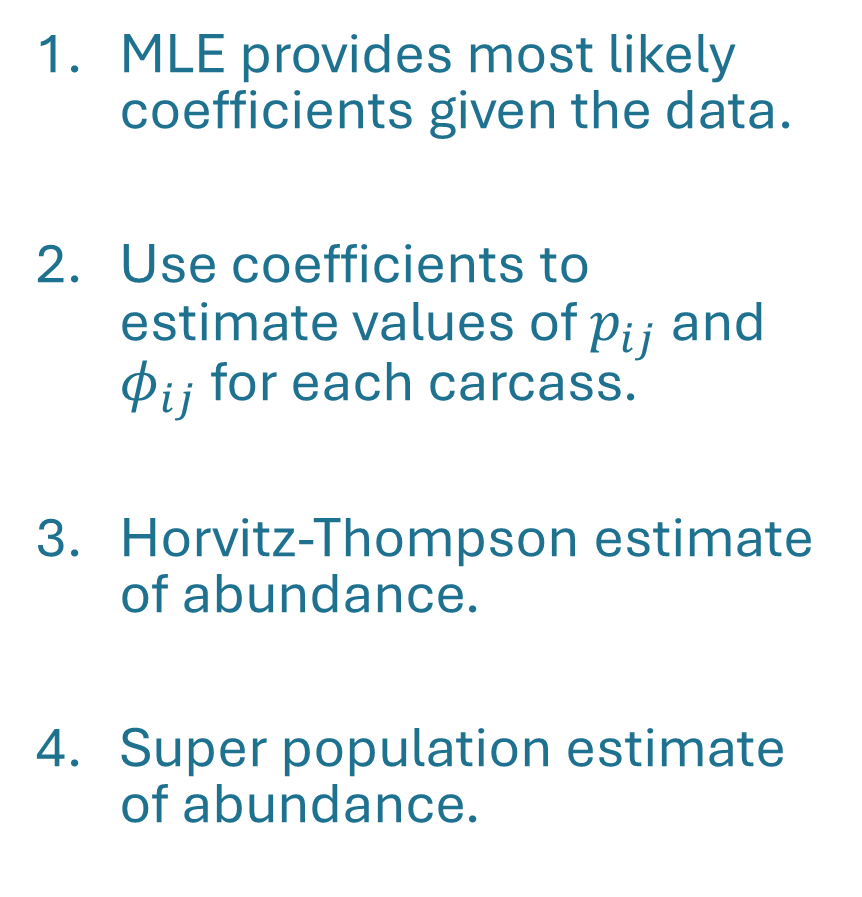 1. MLE provides most likely
coefficients given the data.
2. Use coefficients to
estimate values of 𝑝𝑖𝑗 and
𝜙𝑖𝑗 for each carcass.
3. Horvitz-Thompson estimate
of abundance.
4. Super population estimate
of abundance.